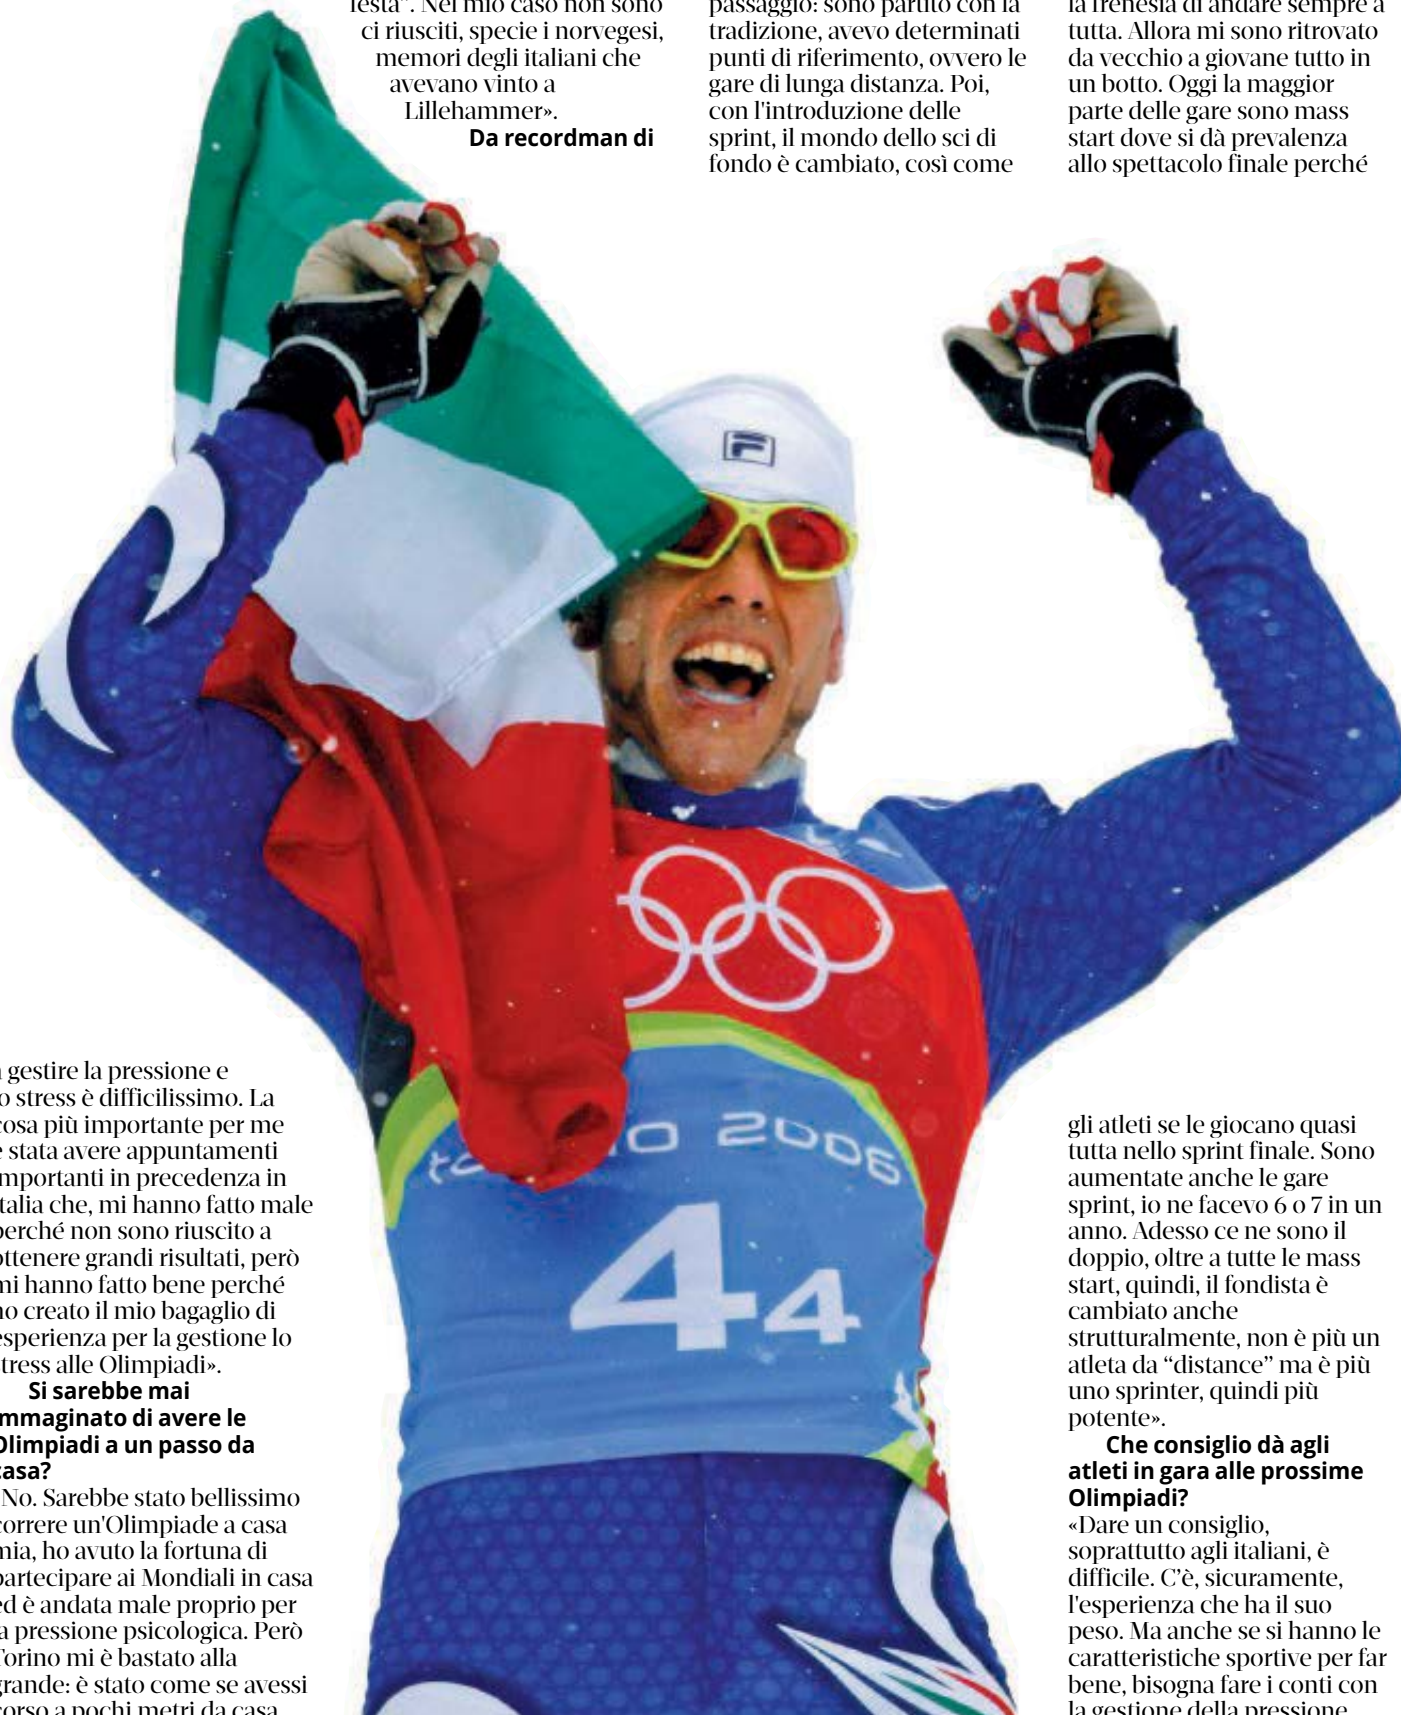 festa”. Nel mio caso non sono
ci riusciti, specie i norvegesi,
memori degli italiani che
avevano vinto a
Lillehammer».
Da recordman di
passaggio: sono partito con la
tradizione, avevo determinati
punti di riferimento, ovvero le
gare di lunga distanza. Poi,
con l'introduzione delle
sprint, il mondo dello sci di
fondo è cambiato, così come
la frenesia di andare sempre a
tutta. Allora mi sono ritrovato
da vecchio a giovane tutto in
un botto. Oggi la maggior
parte delle gare sono mass
start dove si dà prevalenza
allo spettacolo finale perché
F
2006
4 4
gestire la pressione e
o stress è difficilissimo. La
cosa più importante per me
è stata avere appuntamenti
importanti in precedenza in
Italia che, mi hanno fatto male
perché non sono riuscito a
ottenere grandi risultati, però
mi hanno fatto bene perché
ho creato il mio bagaglio di
esperienza per la gestione lo
stress alle Olimpiadi».
Si sarebbe mai
immaginato di avere le
Olimpiadi a un passo da
casa?
No. Sarebbe stato bellissimo
correre un'Olimpiade a casa
mia, ho avuto la fortuna di
partecipare ai Mondiali in casa
ed è andata male proprio per
la pressione psicologica. Però
Torino mi è bastato alla
grande: è stato come se avessi
corso a pochi metri da casa
gli atleti se le giocano quasi
tutta nello sprint finale. Sono
aumentate anche le gare
sprint, io ne facevo 6 o 7 in un
anno. Adesso ce ne sono il
doppio, oltre a tutte le mass
start, quindi, il fondista è
cambiato anche
strutturalmente, non è più un
atleta da “distance” ma è più
uno sprinter, quindi più
potente».
Che consiglio dà agli
atleti in gara alle prossime
Olimpiadi?
«Dare un consiglio,
soprattutto agli italiani, è
difficile. C’è, sicuramente,
l'esperienza che ha il suo
peso. Ma anche se si hanno le
caratteristiche sportive per far
bene, bisogna fare i conti con
la gestione della pressione